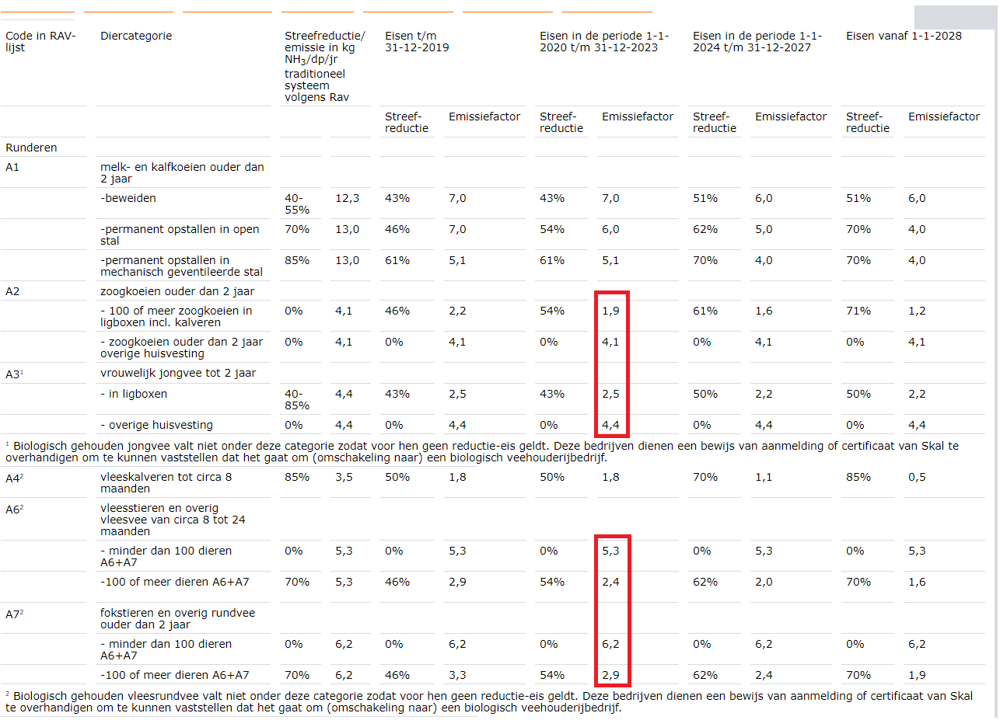 Code in RAV-lijst Diercategorie Streefreductie/emissie in kg NH3/dp/jr traditioneel systeem volgens Rav Eisen t/m 31-12-2019 Eisen in de periode 1-1-2020 t/m 31-12-2023 Eisen in de periode 1-1-2024 t/m 31-12-2027 Eisen vanaf 1-1-2028
Streef-reductie Emissiefactor Streef-reductie Emissiefactor Streef-reductie Emissiefactor Streef-reductie Emissiefactor
Runderen
A1 melk- en kalfkoeien ouder dan 2 jaar
-beweiden 40-55% 12,3 43% 7,0 43% 7,0 51% 6,0 51% 6,0
-permanent opstallen in open stal 70% 13,0 46% 7,0 54% 6,0 62% 5,0 70% 4,0
-permanent opstallen in mechanisch geventileerde stal 85% 13,0 61% 5,1 61% 5,1 70% 4,0 70% 4,0
A2 zoogkoeien ouder dan 2 jaar
- 100 of meer zoogkoeien in ligboxen incl. kalveren 0% 4,1 46% 2,2 54% 1,9 61% 1,6 71% 1,2
- zoogkoeien ouder dan 2 jaar overige huisvesting 0% 4,1 0% 4,1 0% 4,1 0% 4,1 0% 4,1
A3¹ vrouwelijk jongvee tot 2 jaar
- in ligboxen 40-85% 4,4 43% 2,5 43% 2,5 50% 2,2 50% 2,2
- overige huisvesting 0% 4,4 0% 4,4 0% 4,4 0% 4,4 0% 4,4
¹ Biologisch gehouden jongvee valt niet onder deze categorie zodat voor hen geen reductie-eis geldt. Deze bedrijven dienen een bewijs van aanmelding of certificaat van Skal te
overhandigen om te kunnen vaststellen dat het gaat om (omschakeling naar) een biologisch veehouderijbedrijf.
A4² vleeskalveren tot circa 8 maanden 85% 3,5 50% 1,8 50% 1,8 70% 1,1 85% 0,5
A6² vleesstieren en overig vleesvee van circa 8 tot 24 maanden
- minder dan 100 dieren A6+A7 0% 5,3 0% 5,3 0% 5,3 0% 5,3 0% 5,3
-100 of meer dieren A6+A7 70% 5,3 46% 2,9 54% 2,4 62% 2,0 70% 1,6
A7² fokstieren en overig rundvee ouder dan 2 jaar
- minder dan 100 dieren A6+A7 0% 6,2 0% 6,2 0% 6,2 0% 6,2 0% 6,2
-100 of meer dieren A6+A7 70% 6,2 46% 3,3 54% 2,9 62% 2,4 70% 1,9
² Biologisch gehouden vleesrundvee valt niet onder deze categorie zodat voor hen geen reductie-eis geldt. Deze bedrijven dienen een bewijs van aanmelding of certificaat van Skal
te overhandigen om te kunnen vaststellen dat het gaat om (omschakeling naar) een biologisch veehouderijbedrijf.